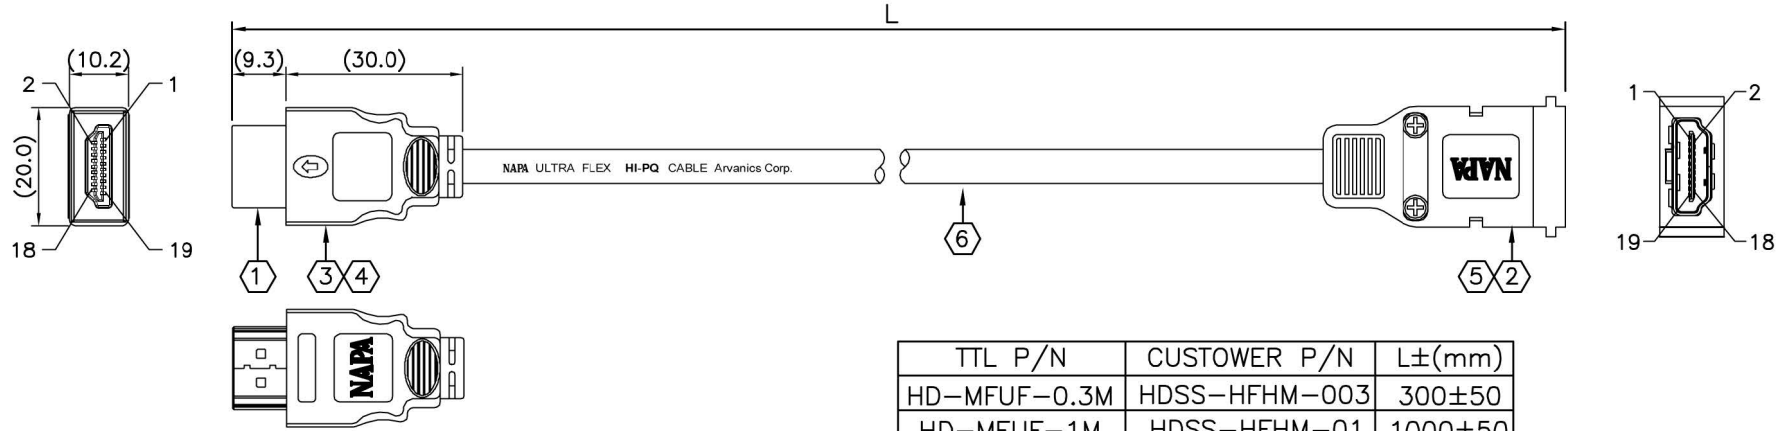 L
(10.2)
(9.3)
(30.0)
2
1
1
2
(20.0)
NAPA ULTRA FLEX HI-PQ CABLE Arvanics Corp.
NAPA
18
19
19
18
1
3
4
6
5
2
NAPA
TTL P/N CUSTOWER P/N L±(mm)
HD-MFUF-0.3M HDSS-HFHM-003 300±50
HD-MFUF-1M HDSS-HFHM-01 1000±50